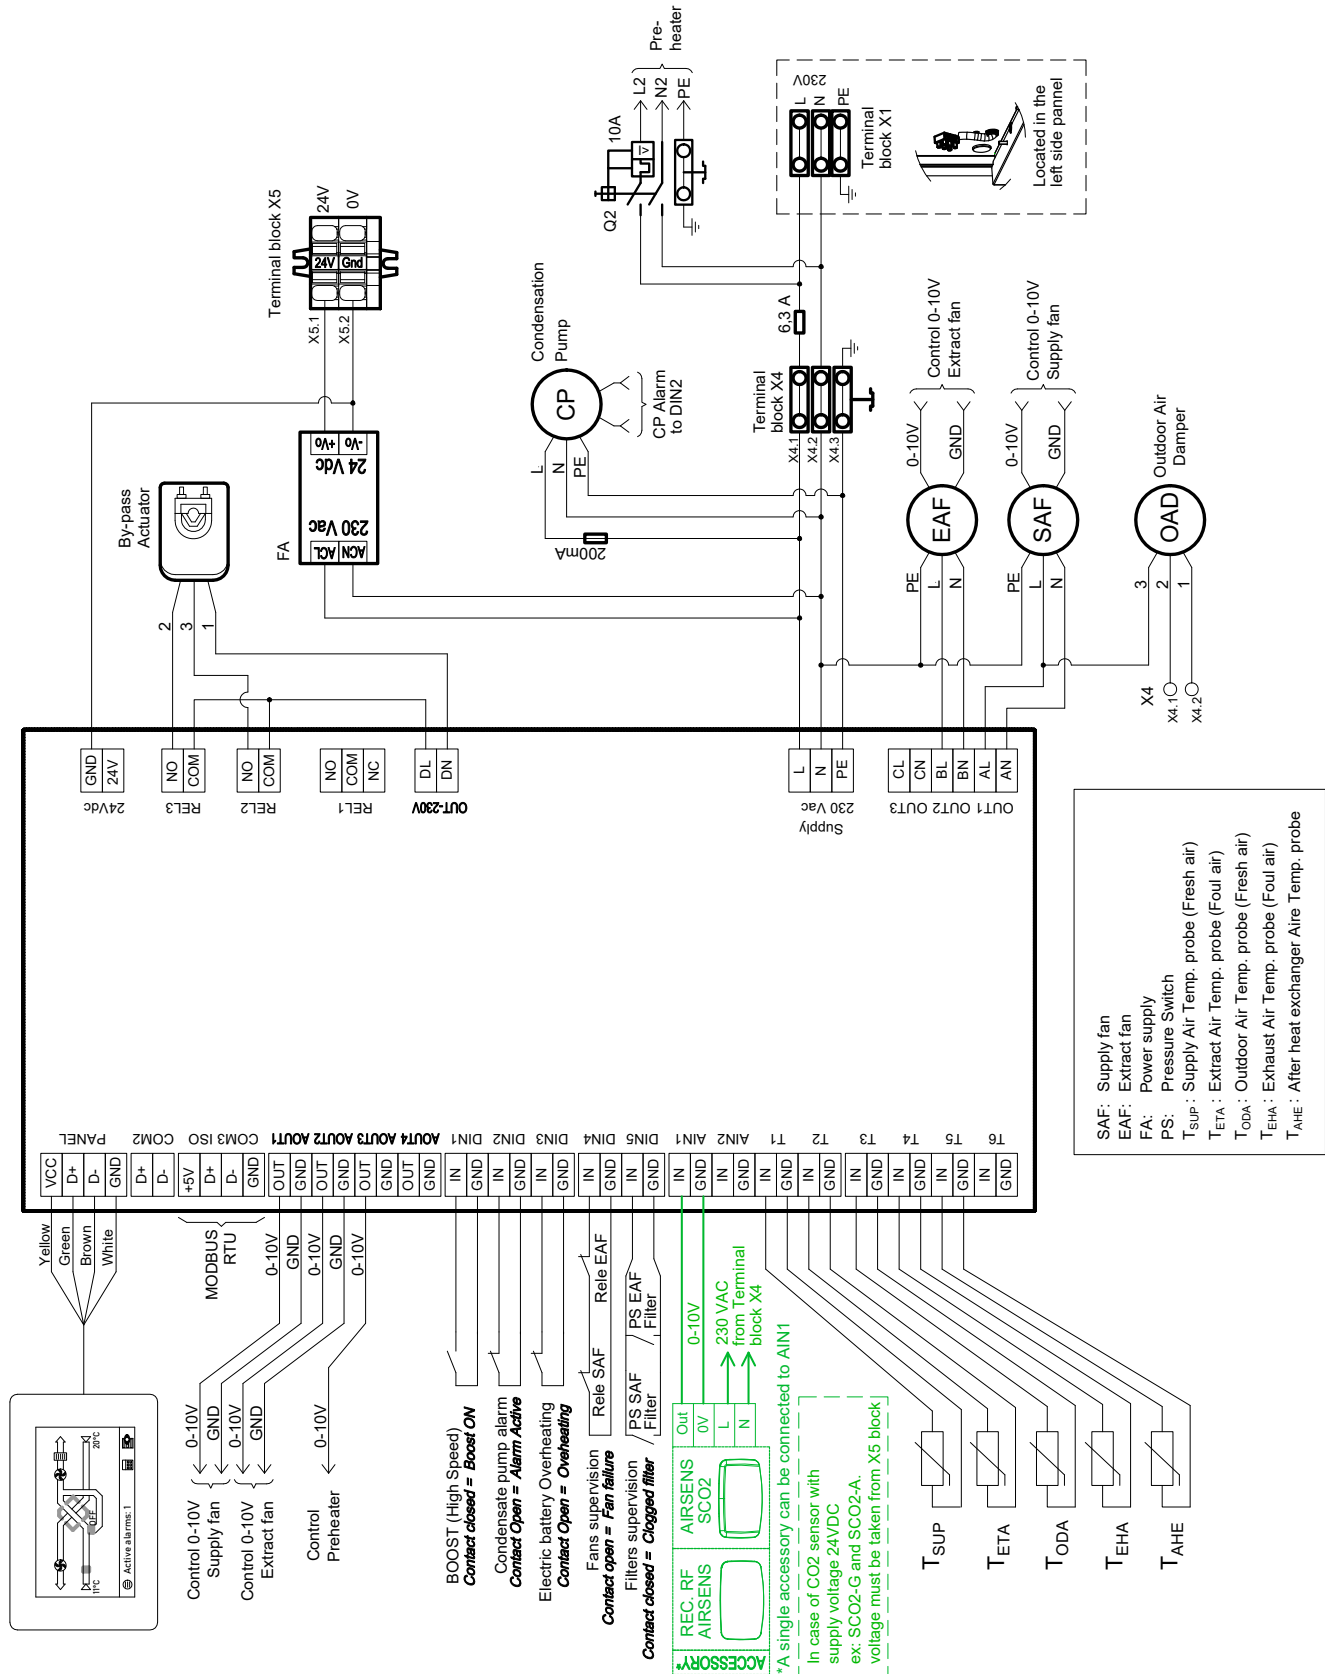 Pre-
heater
L2
N2
PE
10A
Q2
230V
L
N
PE
Terminal
block X1
Located in the
left side pannel
Terminal block X5
24V
0V
24V
Gnd
X5.1
X5.2
Condensation
Pump
CP
CP Alarm
to DIN2
L
N
PE
200mA
6,3 A
Terminal
block X4
X4.1
X4.2
X4.3
By-pass
Actuator
2
3
1
FA
+Vo
-Vo
24 Vdc
230 Vac
ACL
ACN
Control 0-10V
Extract fan
0-10V
GND
EAF
PE
L
N
Control 0-10V
Supply fan
0-10V
GND
SAF
PE
L
N
Outdoor Air
Damper
OAD
3
2
1
X4
X4.1
X4.2
GND
24V
24Vdc
NO
COM
REL3
NO
COM
REL2
NO
COM
NC
REL1
DL
DN
OUT-230V
L
N
PE
Supply
230 Vac
CL
CN
BL
BN
AL
AN
OUT3
OUT2
OUT1
SAF: Supply fan
EAF: Extract fan
FA: Power supply
PS: Pressure Switch
TSUP : Supply Air Temp. probe (Fresh air)
TETA : Extract Air Temp. probe (Foul air)
TODA : Outdoor Air Temp. probe (Fresh air)
TEHA : Exhaust Air Temp. probe (Foul air)
TAHE : After heat exchanger Aire Temp. probe
PANEL
VCC
D+
D-
GND
COM2
D+
D-
COM3 ISO
+5V
D+
D-
GND
AOUT1
OUT
GND
AOUT2
OUT
GND
AOUT3
OUT
GND
AOUT4
OUT
GND
DIN1
IN
GND
DIN2
IN
GND
DIN3
IN
GND
DIN4
IN
GND
DIN5
IN
GND
AIN1
IN
GND
AIN2
IN
GND
T1
IN
GND
T2
IN
GND
T3
IN
GND
T4
IN
GND
T5
IN
GND
T6
IN
GND
Yellow
Green
Brown
White
MODBUS
RTU
0-10V
GND
0-10V
GND
0-10V
0-10V
GND
0-10V
GND
0-10V
Control 0-10V
Supply fan
Control 0-10V
Extract fan
Control
Preheater
11°C
OFF
20°C
Active alarms: 1
BOOST (High Speed)
Contact closed = Boost ON
Condensate pump alarm
Contact Open = Alarm Active
Electric battery Overheating
Contact Open = Oveheating
Fans supervision
Contact open = Fan failure
Rele SAF
Rele EAF
Filters supervision
Contact closed = Clogged filter
PS SAF
Filter
PS EAF
Filter
0-10V
Out
0V
L
N
230 VAC
from Terminal
block X4
AIRSENS
SCO2
REC. RF
AIRSENS
ACCESSORY*
*A single accessory can be connected to AIN1
In case of CO2 sensor with
supply voltage 24VDC
ex: SCO2-G and SCO2-A.
voltage must be taken from X5 block
TSUP
TETA
TODA
TEHA
TAHE